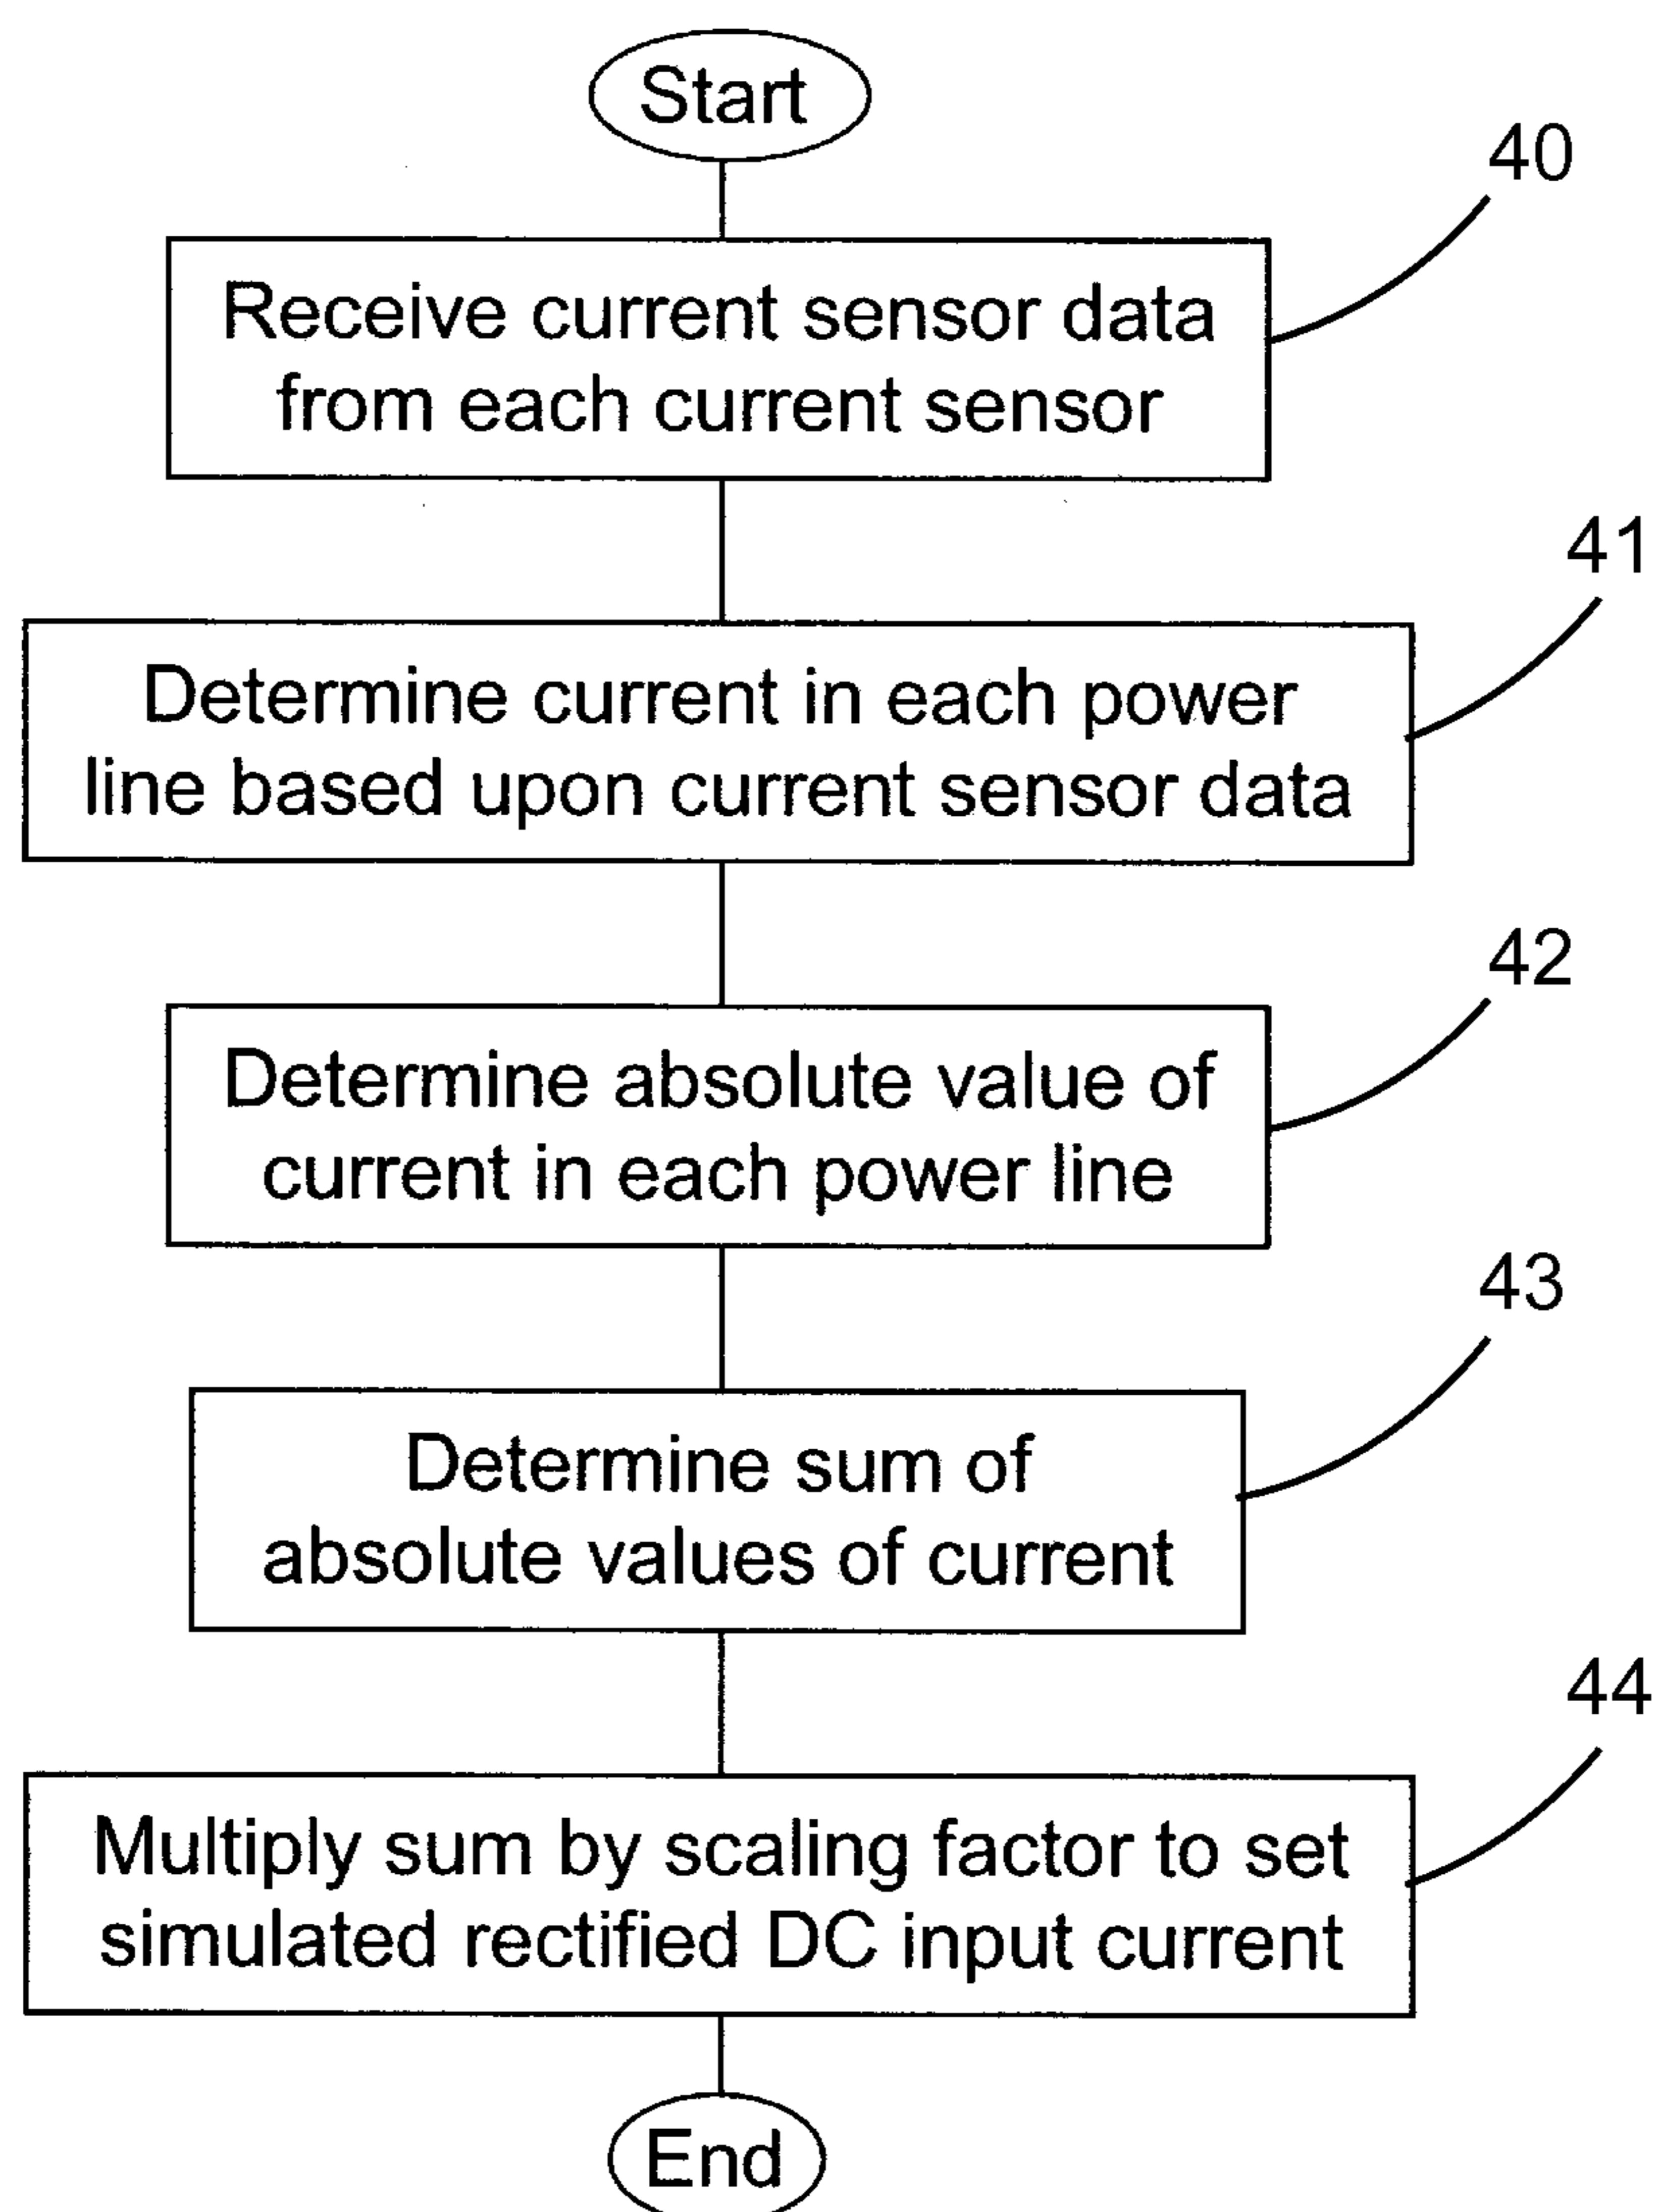 Start
40
Receive current sensor data
from each current sensor
41
Determine current in each power
line based upon current sensor data
42
Determine absolute value of
current in each power line
43
Determine sum of
absolute values of current
44
Multiply sum by scaling factor to set
simulated rectified DC input current
End